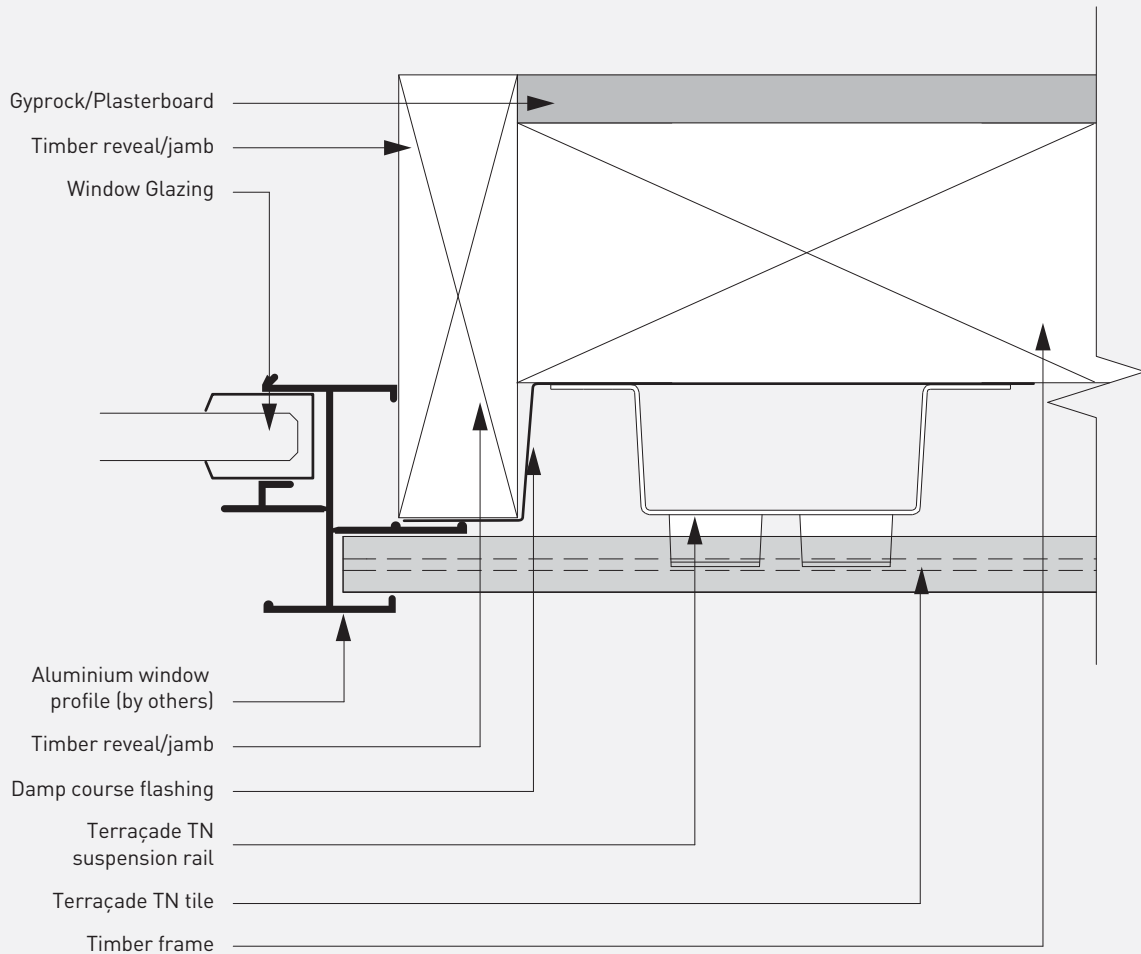 Gyprock/Plasterboard
Timber reveal/jamb
Window Glazing
Aluminium window
profile (by others)
Timber reveal/jamb
Damp course flashing
Terraçade TN
suspension rail
Terraçade TN tile
Timber frame